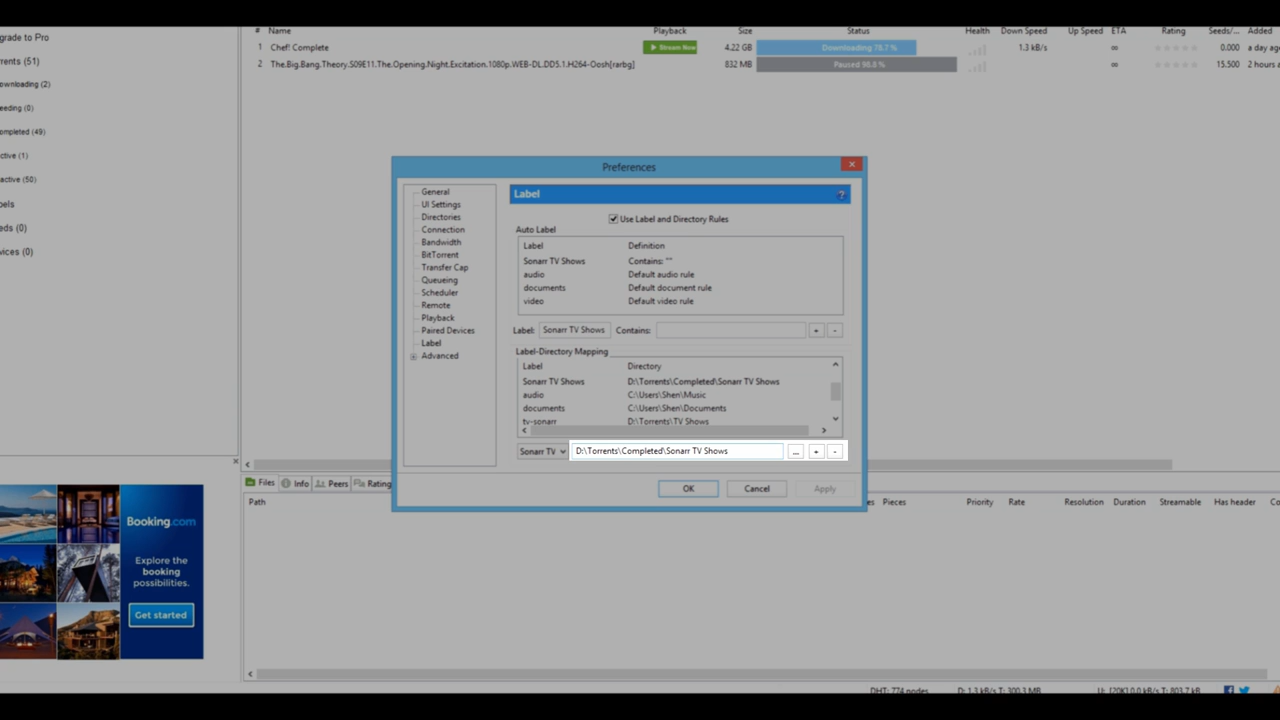 # Name Playback Size Status Health Down Speed Up Speed ETA Rating Seeds/... Added
grade to Pro
1 Chef! Complete Stream Now 4.22 GB Downloading 78.7 % 1.3 kB/s ∞ 0.000 a day ag
rrents (51)
2 The.Big.Bang.Theory.S09E11.The.Opening.Night.Excitation.1080p.WEB-DL.DD5.1.H264-Oosh[rarbg] 832 MB Paused 98.8 % ∞ 15.500 2 hours
ownloading (2)
eeding (0)
ompleted (49)
ctive (1)
active (50)
bels
eds (0)
vices (0)
Preferences
General
UI Settings
Directories
Connection
Bandwidth
BitTorrent
Transfer Cap
Queueing
Scheduler
Remote
Playback
Paired Devices
Label
Advanced
Label
Use Label and Directory Rules
Auto Label
Label Definition
Sonarr TV Shows Contains: ""
audio Default audio rule
documents Default document rule
video Default video rule
Label: Sonarr TV Shows Contains: + -
Label-Directory Mapping
Label Directory
Sonarr TV Shows D:\Torrents\Completed\Sonarr TV Shows
audio C:\Users\Shen\Music
documents C:\Users\Shen\Documents
tv-sonarr D:\Torrents\TV Shows
Sonarr TV D:\Torrents\Completed\Sonarr TV Shows ... + -
OK Cancel Apply
Files Info Peers Rating
Path es Pieces Priority Rate Resolution Duration Streamable Has header Co
Booking.com
Explore the
booking
possibilities.
Get started
DHT: 774 nodes D: 1.3 kB/s T: 300.3 MB U: [20K] 0.0 kB/s T: 803.7 kB